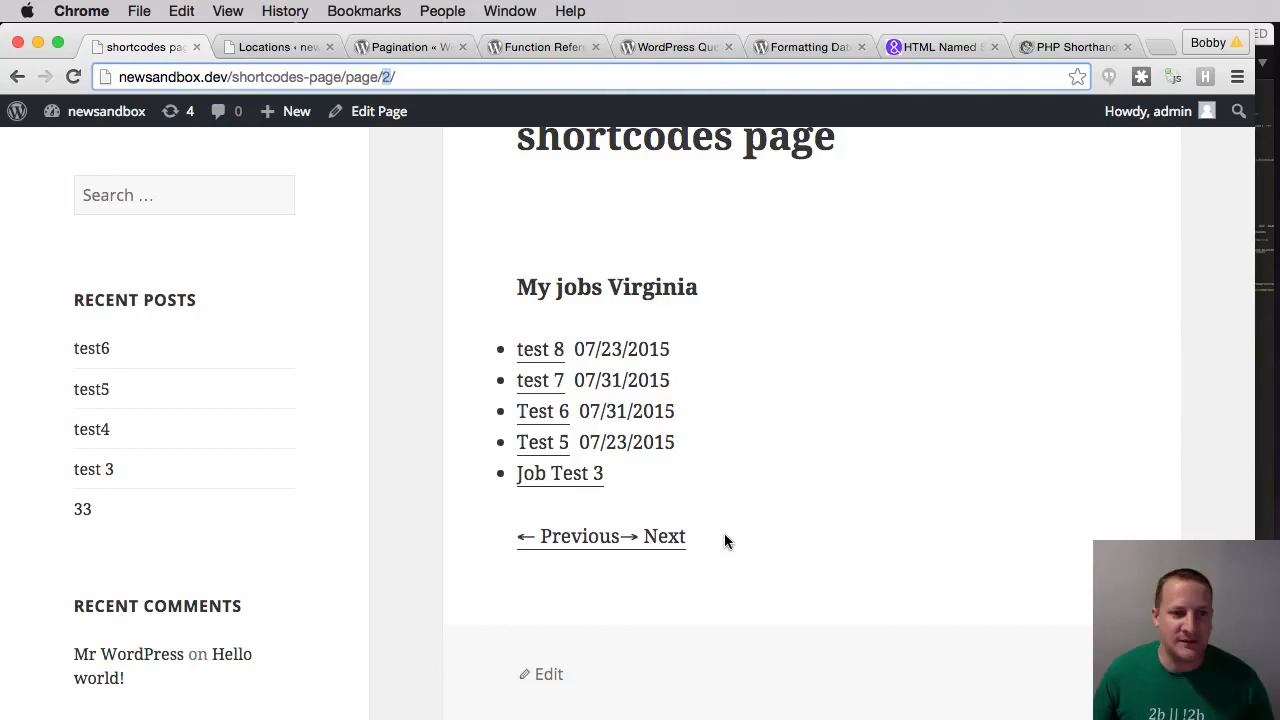 Chrome File Edit View History Bookmarks People Window Help
shortcodes pag
Locations ‹ new
Pagination « W
Function Refer
WordPress Qu
Formatting Dat
HTML Named S
PHP Shorthand
Bobby
newsandbox.dev/shortcodes-page/page/2/
newsandbox 4 0 New Edit Page Howdy, admin
shortcodes page
Search …
My jobs Virginia
RECENT POSTS
test6
test5
test4
test 3
33
test 8 07/23/2015
test 7 07/31/2015
Test 6 07/31/2015
Test 5 07/23/2015
Job Test 3
← Previous→ Next
RECENT COMMENTS
Mr WordPress on Hello
world!
Edit
2b || !2b